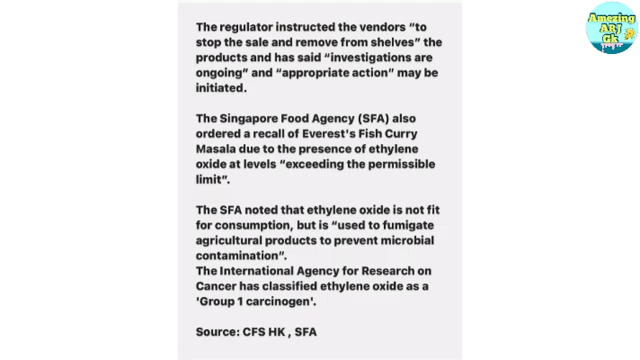 The regulator instructed the vendors “to
stop the sale and remove from shelves” the
products and has said “investigations are
ongoing” and “appropriate action” may be
initiated.
The Singapore Food Agency (SFA) also
ordered a recall of Everest's Fish Curry
Masala due to the presence of ethylene
oxide at levels “exceeding the permissible
limit”.
The SFA noted that ethylene oxide is not fit
for consumption, but is “used to fumigate
agricultural products to prevent microbial
contamination”.
The International Agency for Research on
Cancer has classified ethylene oxide as a
'Group 1 carcinogen'.
Source: CFS HK , SFA
Amezing
ARJ
Gk